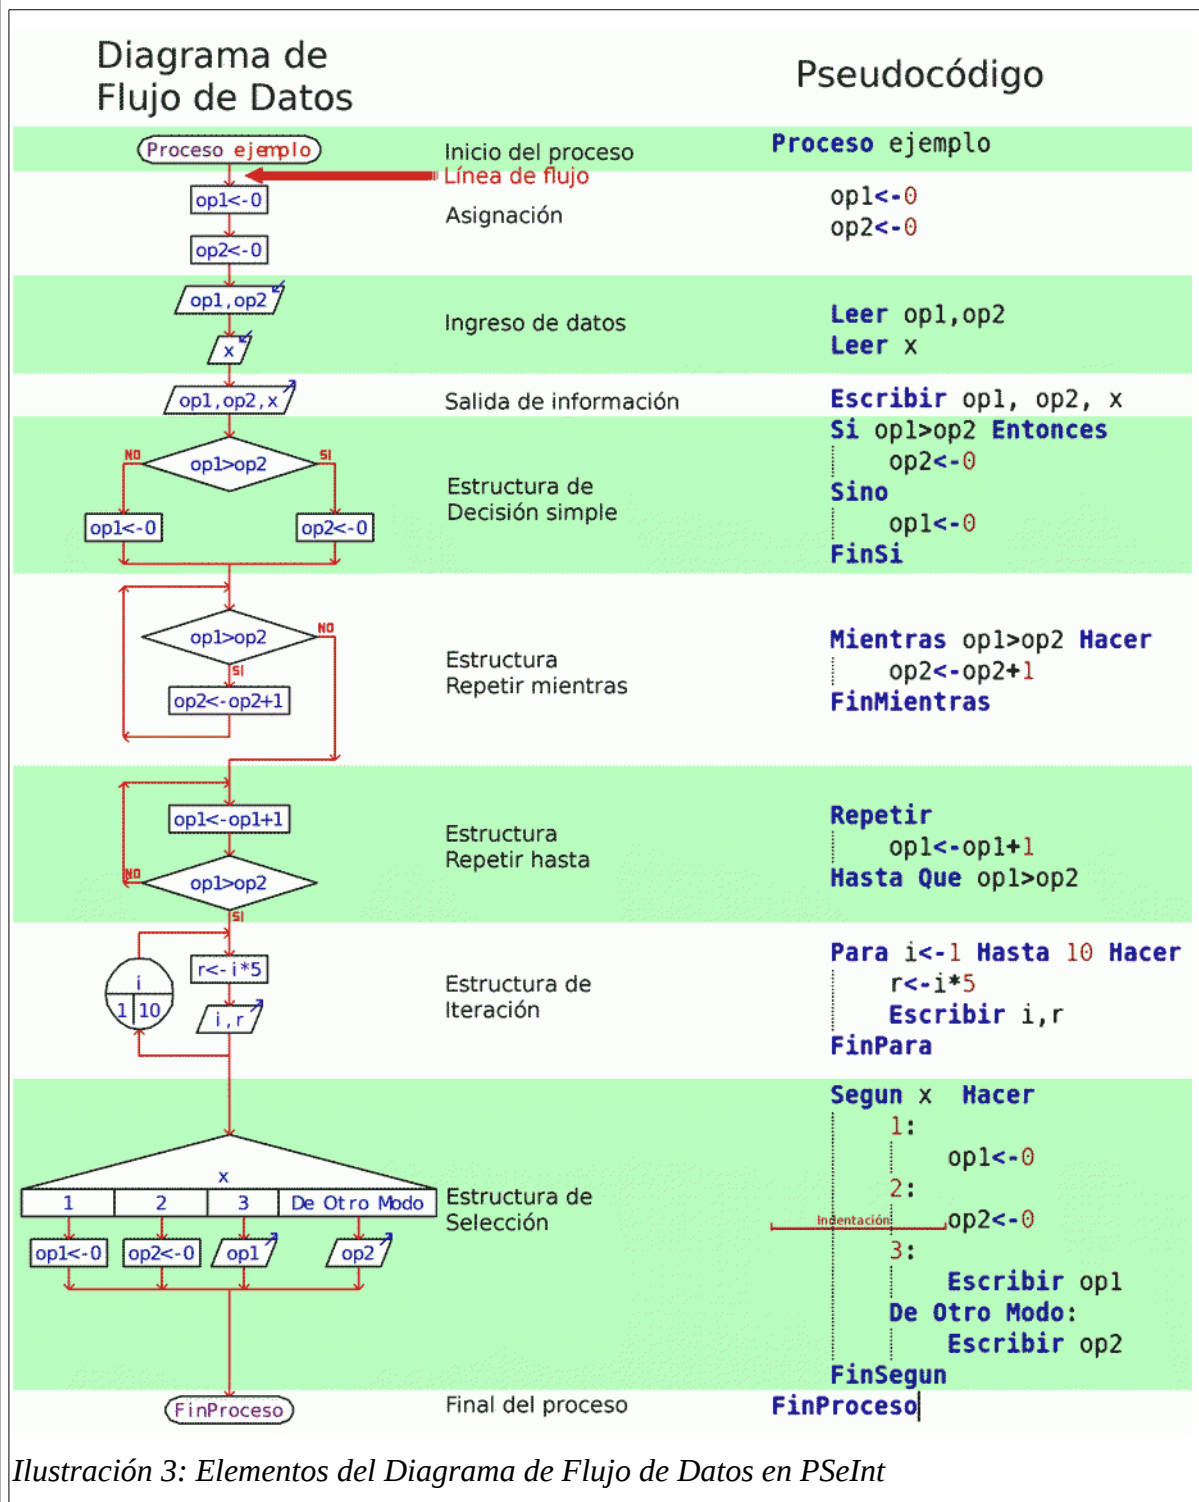 Diagrama de
Flujo de Datos
Pseudocódigo
Proceso ejemplo
Inicio del proceso
Proceso ejemplo
Línea de flujo
op1<-0
op2<-0
Asignación
op1<-0
op2<-0
op1,op2
x
Ingreso de datos
Leer op1,op2
Leer x
op1,op2,x
Salida de información
Escribir op1, op2, x
NO
SI
op1>op2
op1<-0
op2<-0
Estructura de
Decisión simple
Si op1>op2 Entonces
op2<-0
Sino
op1<-0
FinSi
op1>op2
NO
SI
op2<-op2+1
Estructura
Repetir mientras
Mientras op1>op2 Hacer
op2<-op2+1
FinMientras
op1<-op1+1
NO
op1>op2
SI
Estructura
Repetir hasta
Repetir
op1<-op1+1
Hasta Que op1>op2
i
1 10
r<-i*5
i,r
Estructura de
Iteración
Para i<-1 Hasta 10 Hacer
r<-i*5
Escribir i,r
FinPara
x
1 2 3 De Otro Modo
op1<-0 op2<-0 op1 op2
Estructura de
Selección
Segun x Hacer
1:
op1<-0
2:
Indentación
op2<-0
3:
Escribir op1
De Otro Modo:
Escribir op2
FinSegun
FinProceso
Final del proceso
FinProceso
Ilustración 3: Elementos del Diagrama de Flujo de Datos en PSeInt